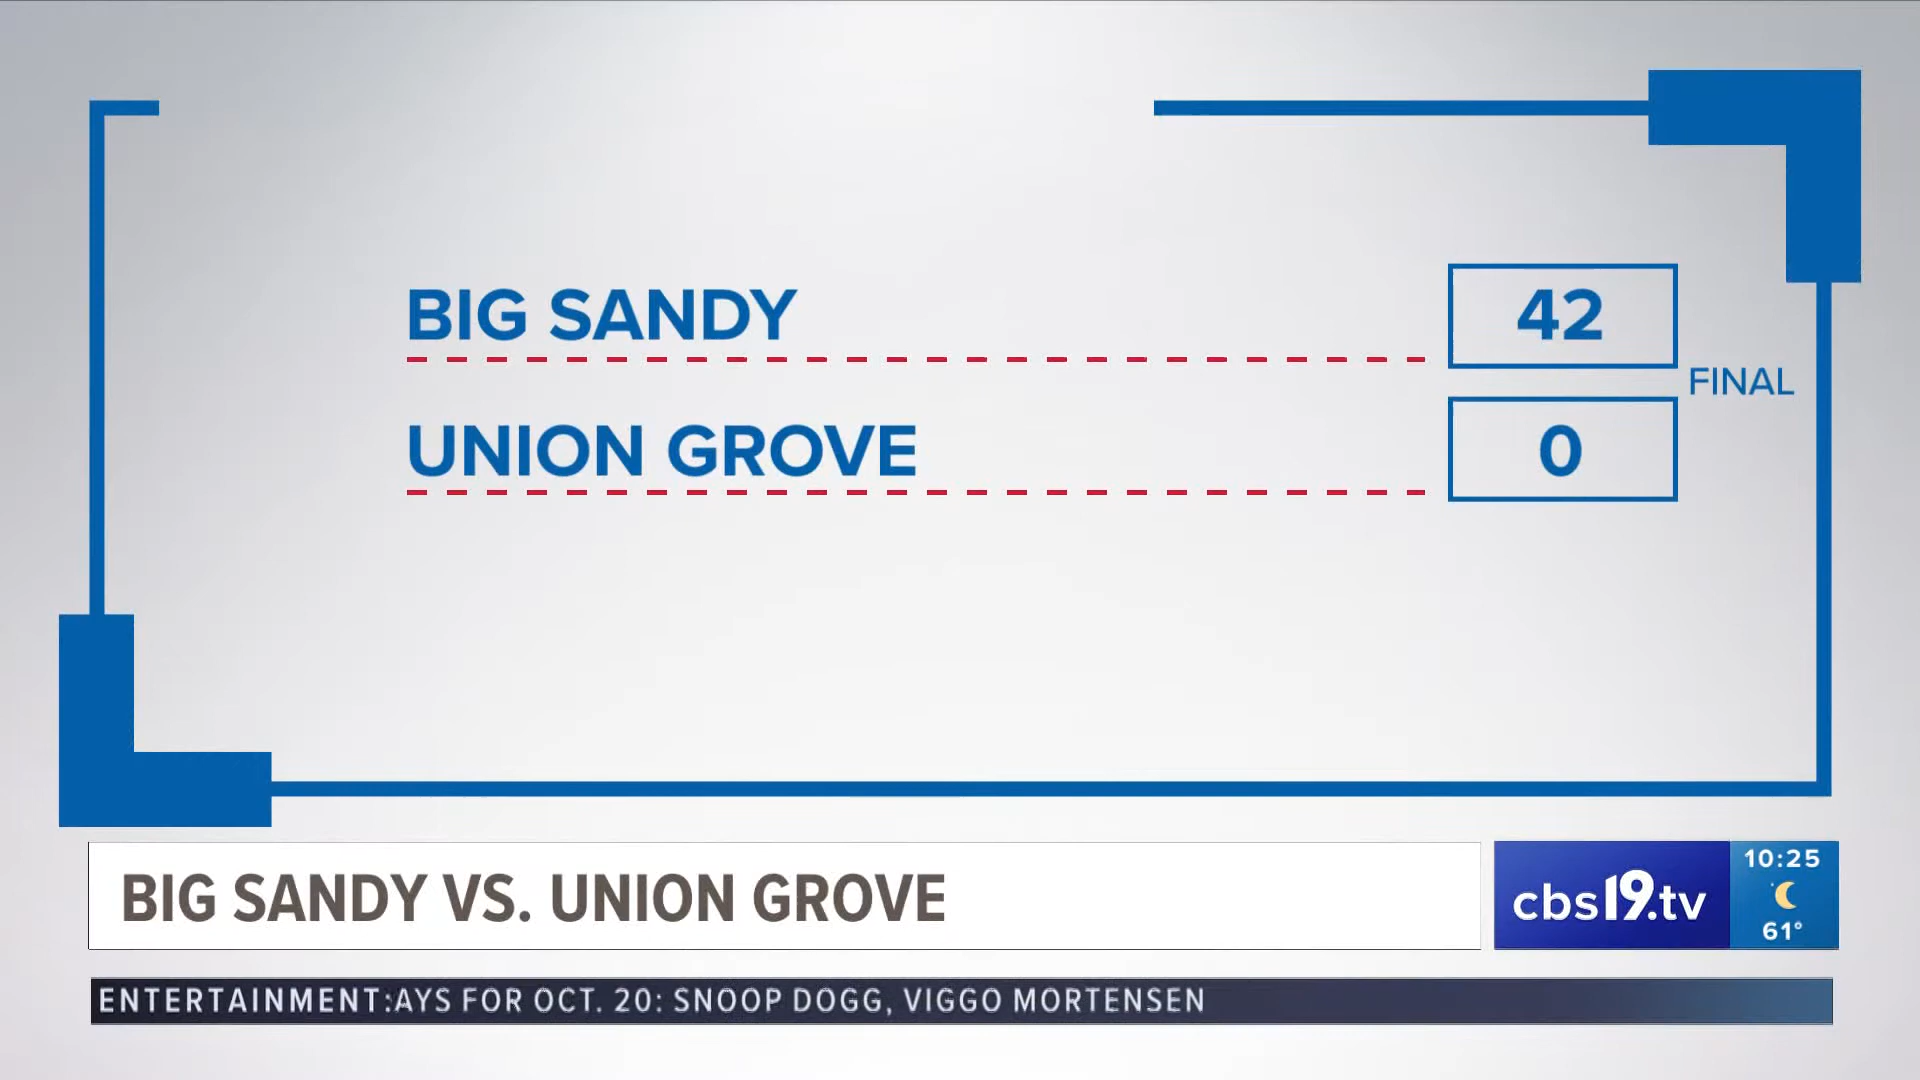 BIG SANDY 42
FINAL
UNION GROVE 0
BIG SANDY VS. UNION GROVE
cbs19.tv
10:25
61°
ENTERTAINMENT:AYS FOR OCT. 20: SNOOP DOGG, VIGGO MORTENSEN